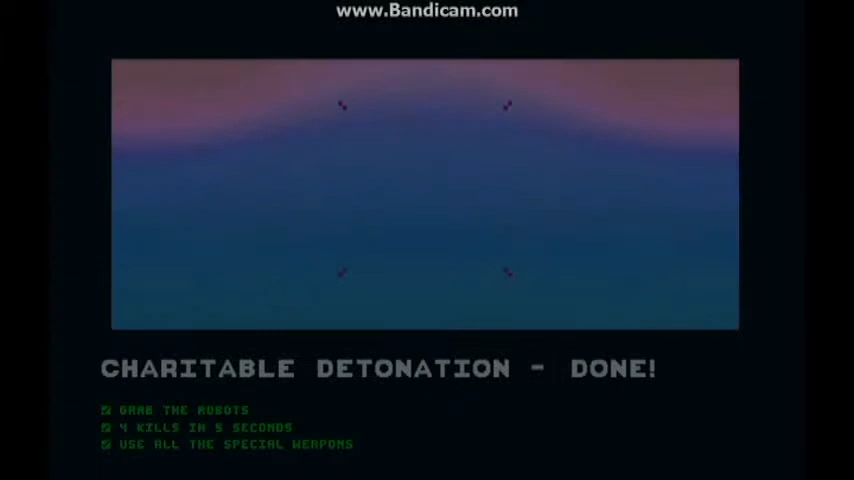 www.Bandicam.com
CHARITABLE DETONATION - DONE!
GRAB THE ROBOTS
4 KILLS IN 5 SECONDS
USE ALL THE SPECIAL WEAPONS